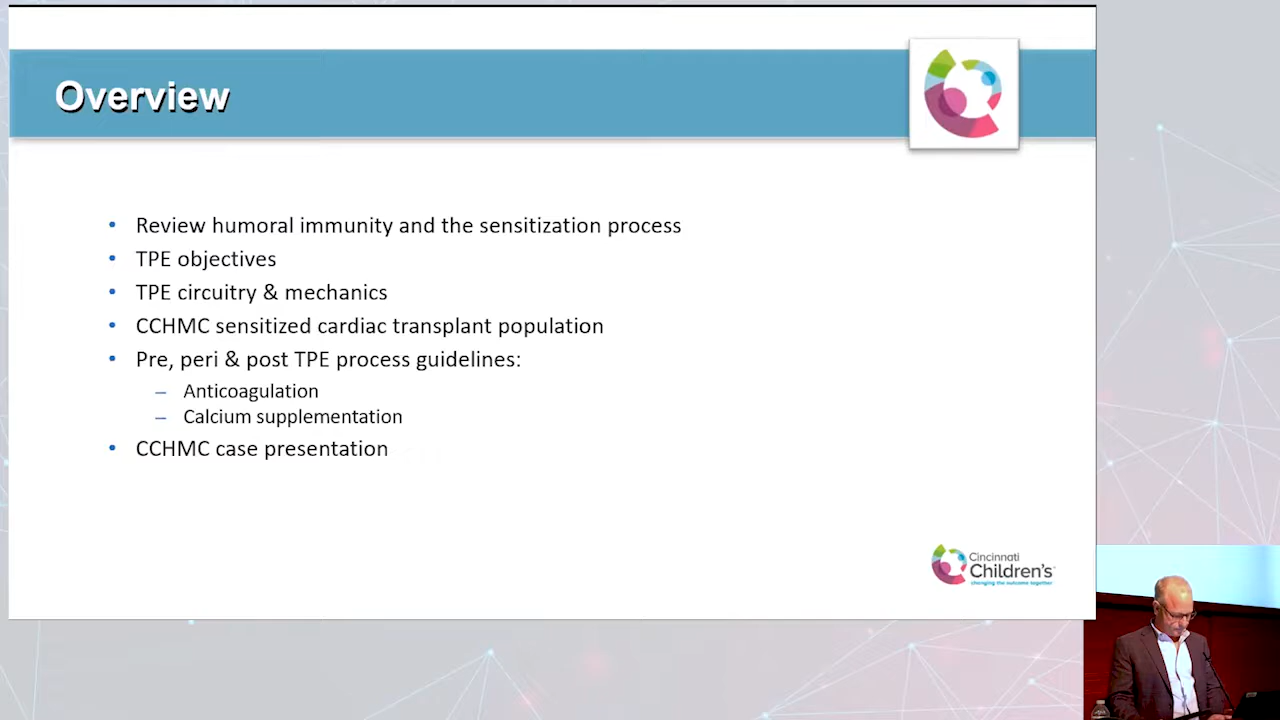 Overview
Review humoral immunity and the sensitization process
TPE objectives
TPE circuitry & mechanics
CCHMC sensitized cardiac transplant population
Pre, peri & post TPE process guidelines:
– Anticoagulation
– Calcium supplementation
CCHMC case presentation
Cincinnati
Children's
changing the outcome together